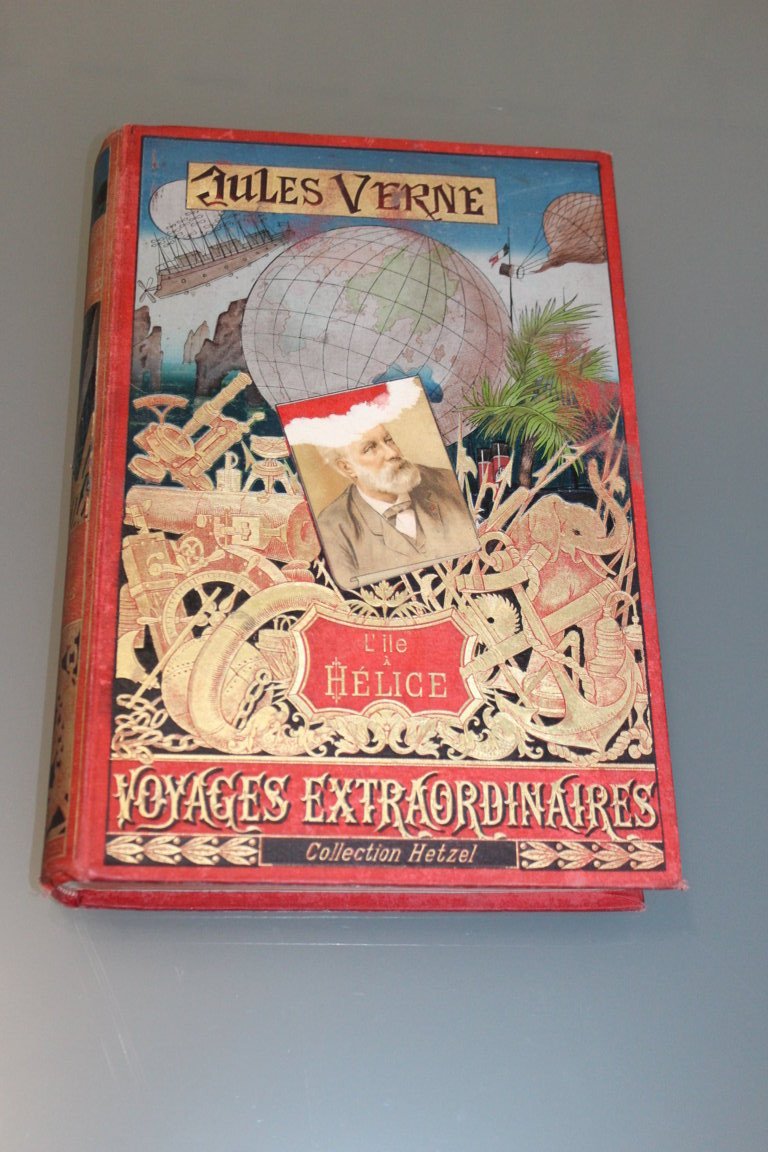 JULES VERNE
L'île
à
HÉLICE
VOYAGES EXTRAORDINAIRES
Collection Hetzel